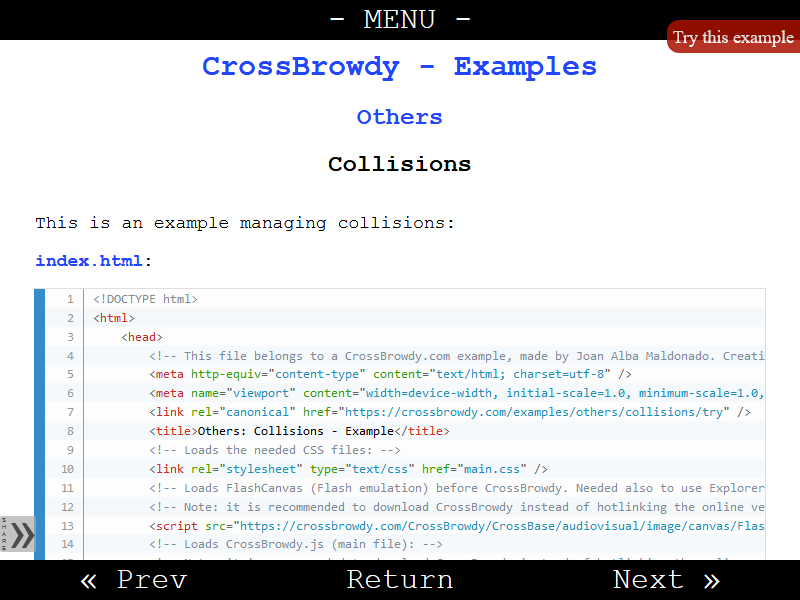 - MENU -
Try this example
CrossBrowdy - Examples
Others
Collisions
This is an example managing collisions:
index.html:
1 <!DOCTYPE html>
2 <html>
3 <head>
4 <!-- This file belongs to a CrossBrowdy.com example, made by Joan Alba Maldonado. Creati
5 <meta http-equiv="content-type" content="text/html; charset=utf-8" />
6 <meta name="viewport" content="width=device-width, initial-scale=1.0, minimum-scale=1.0,
7 <link rel="canonical" href="https://crossbrowdy.com/examples/others/collisions/try" />
8 <title>Others: Collisions - Example</title>
9 <!-- Loads the needed CSS files: -->
10 <link rel="stylesheet" type="text/css" href="main.css" />
11 <!-- Loads FlashCanvas (Flash emulation) before CrossBrowdy. Needed also to use Explorer
12 <!-- Note: it is recommended to download CrossBrowdy instead of hotlinking the online ve
13 <script src="https://crossbrowdy.com/CrossBrowdy/CrossBase/audiovisual/image/canvas/Flas
14 <!-- Loads CrossBrowdy.js (main file): -->
SHARE »
« Prev
Return
Next »